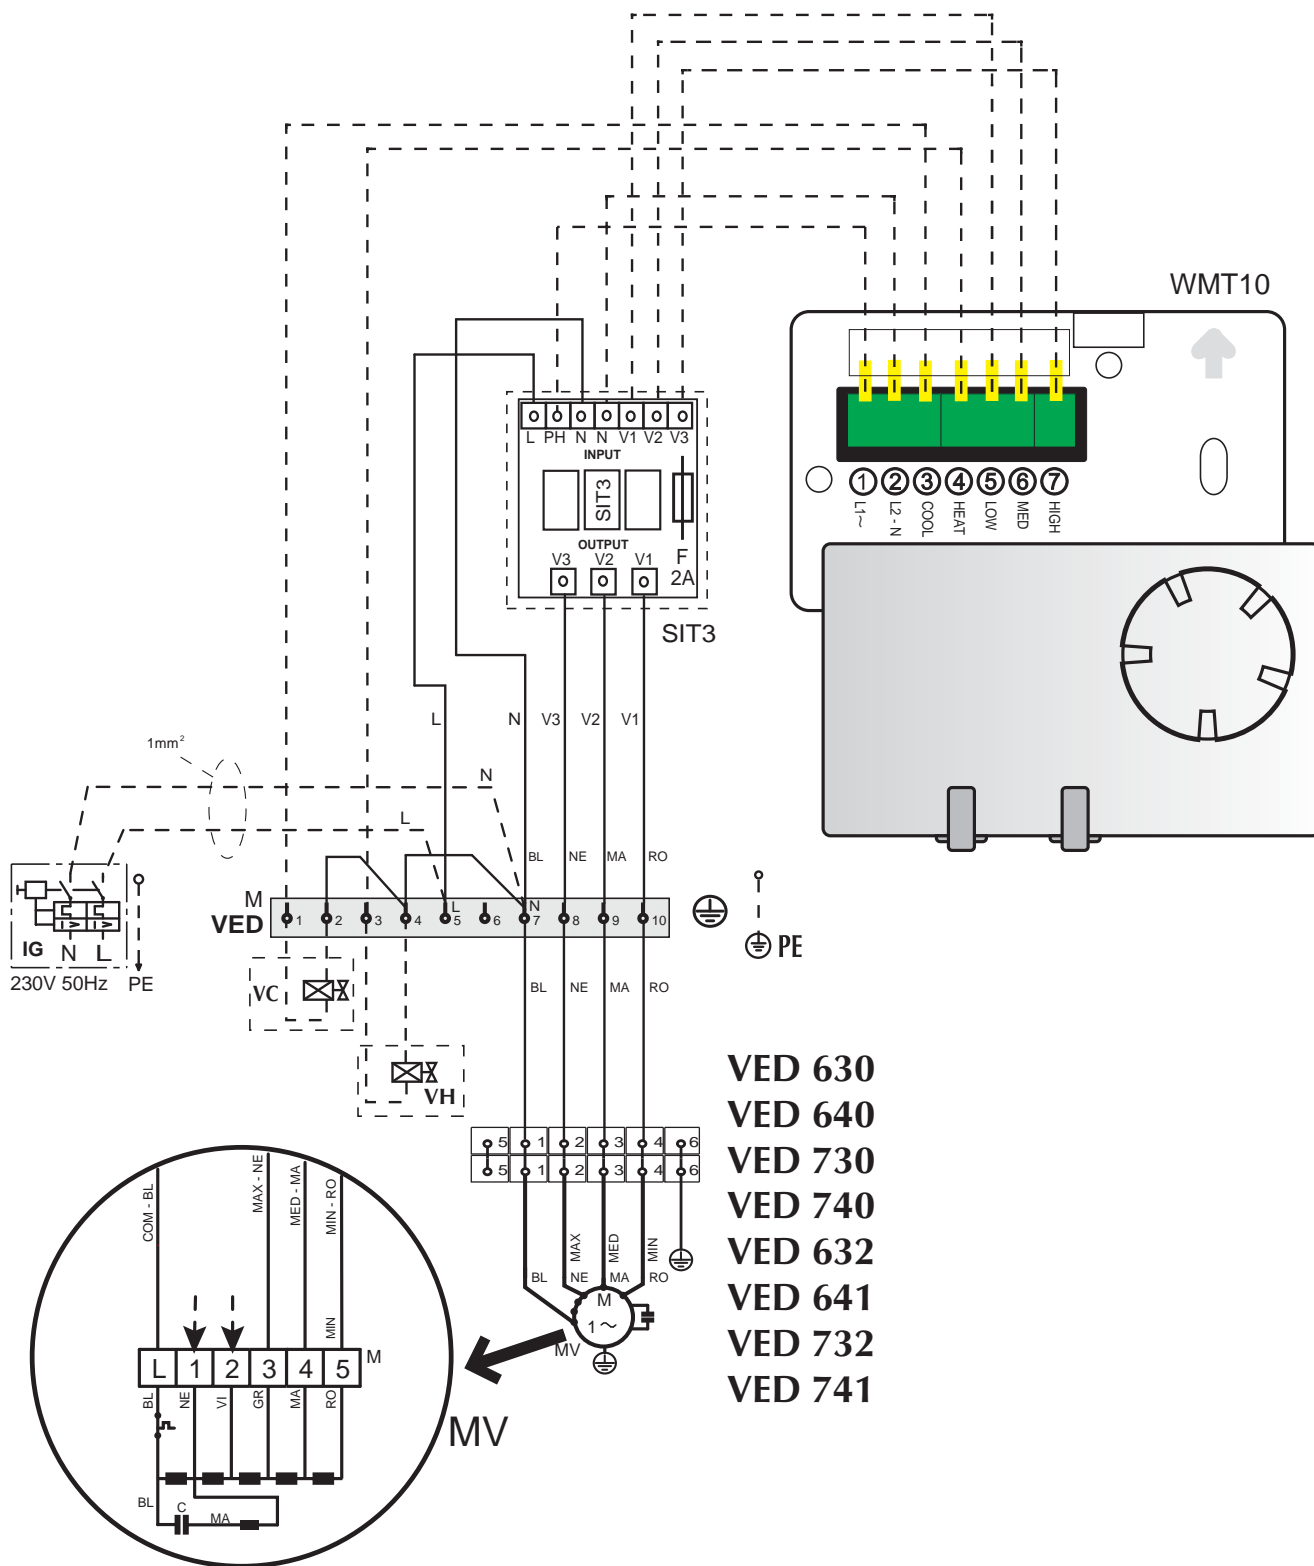 WMT10
L PH N N V1 V2 V3
INPUT
SIT3
OUTPUT
V3 V2 V1
F
2A
SIT3
1 2 3 4 5 6 7
L1~
L2 - N
COOL
HEAT
LOW
MED
HIGH
L N V3 V2 V1
1mm²
N
L
BL NE MA RO
M
VED
L N
1 2 3 4 5 6 7 8 9 10
PE
IG N L
230V 50Hz PE
VC
BL NE MA RO
VH
VED 630
VED 640
VED 730
VED 740
VED 632
VED 641
VED 732
VED 741
5 1 2 3 4 6
5 1 2 3 4 6
MAX MED MIN
BL NE MA RO
M
1~
MV
COM - BL
MAX - NE
MED - MA
MIN - RO
MIN
L 1 2 3 4 5 M
BL NE VI GR MA RO
BL C MA
MV